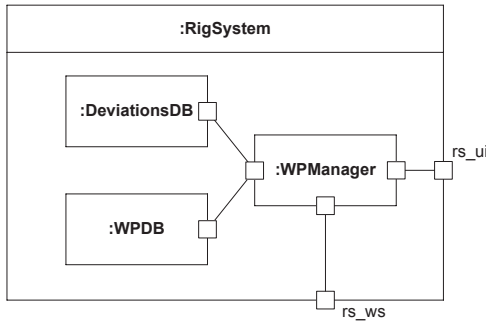 :RigSystem
:DeviationsDB
:WPManager
rs_ui
:WPDB
rs_ws